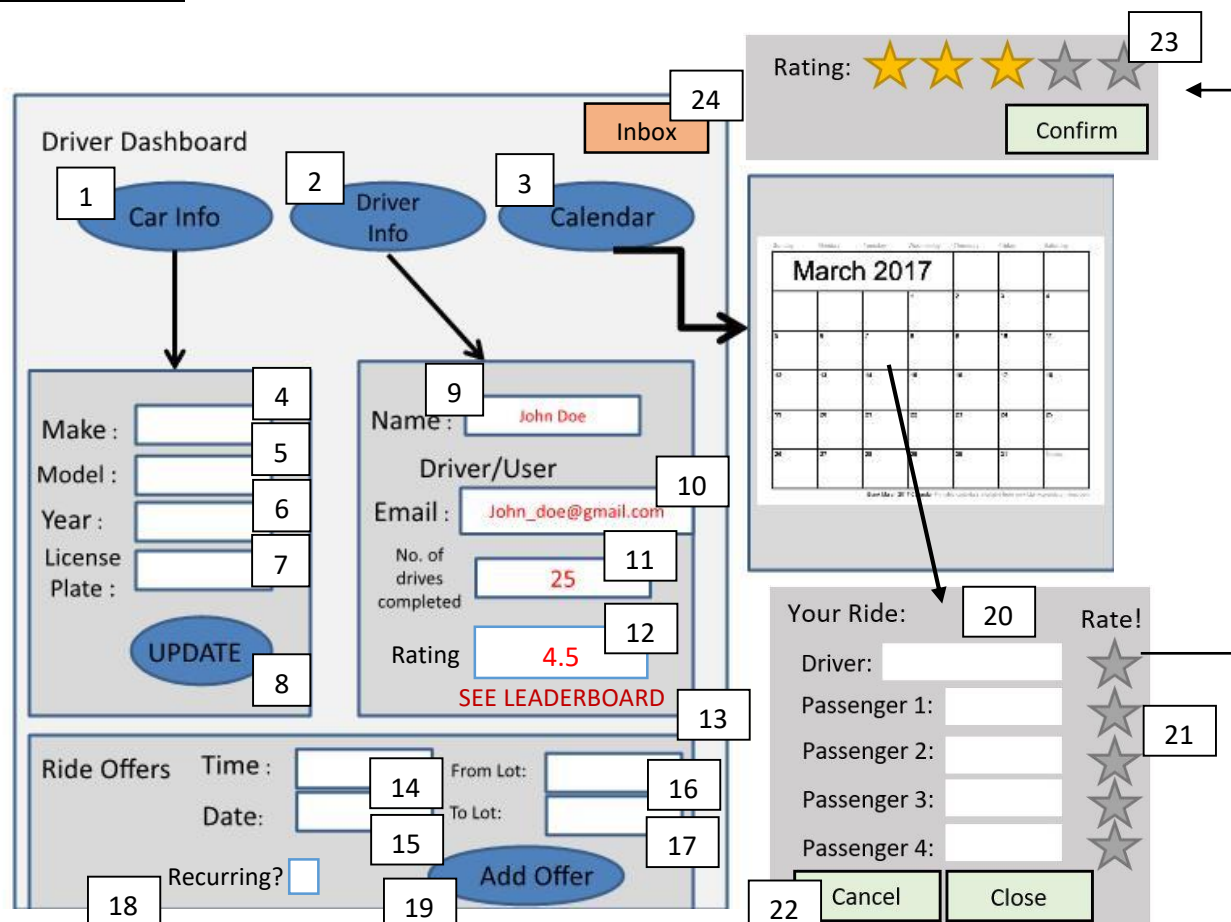 23
Rating:
24
Confirm
Inbox
Driver Dashboard
1
2
3
Car Info
Driver
Info
Calendar
March 2017
4
Make :
5
Model :
6
Year :
7
License
Plate :
UPDATE
8
9
Name :
John Doe
Driver/User
10
Email :
John_doe@gmail.com
No. of
drives
completed
11
25
12
Rating
4.5
SEE LEADERBOARD
13
Ride Offers
Time :
14
From Lot:
16
Date:
15
To Lot:
17
Recurring?
18
Add Offer
19
Your Ride:
20
Rate!
Driver:
Passenger 1:
21
Passenger 2:
Passenger 3:
Passenger 4:
22
Cancel
Close